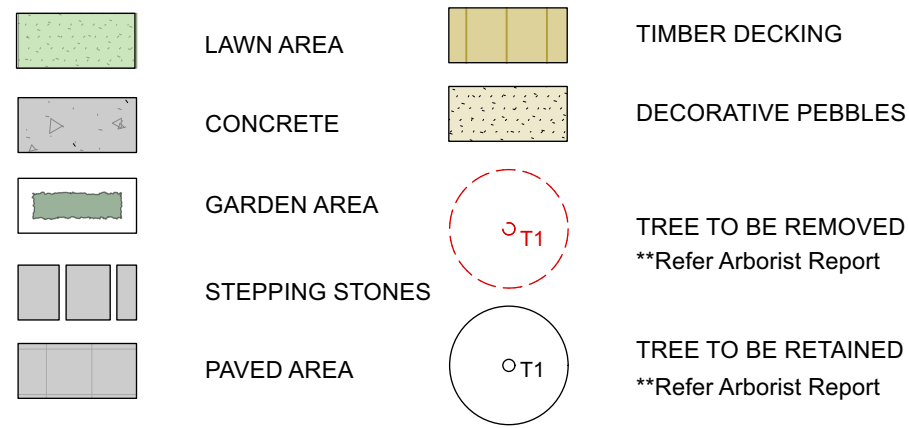 LAWN AREA
CONCRETE
GARDEN AREA
STEPPING STONES
PAVED AREA
TIMBER DECKING
DECORATIVE PEBBLES
T1
TREE TO BE REMOVED
**Refer Arborist Report
T1
TREE TO BE RETAINED
**Refer Arborist Report